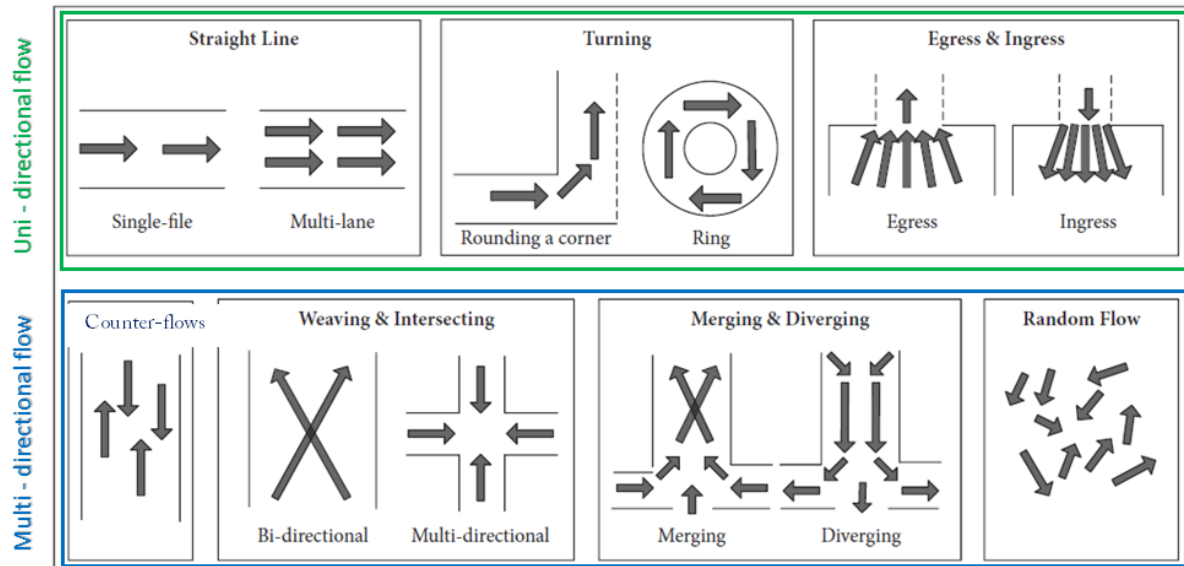 Uni - directional flow
Straight Line
Single-file
Multi-lane
Turning
Rounding a corner
Ring
Egress & Ingress
Egress
Ingress
Multi - directional flow
Counter-flows
Weaving & Intersecting
Bi-directional
Multi-directional
Merging & Diverging
Merging
Diverging
Random Flow